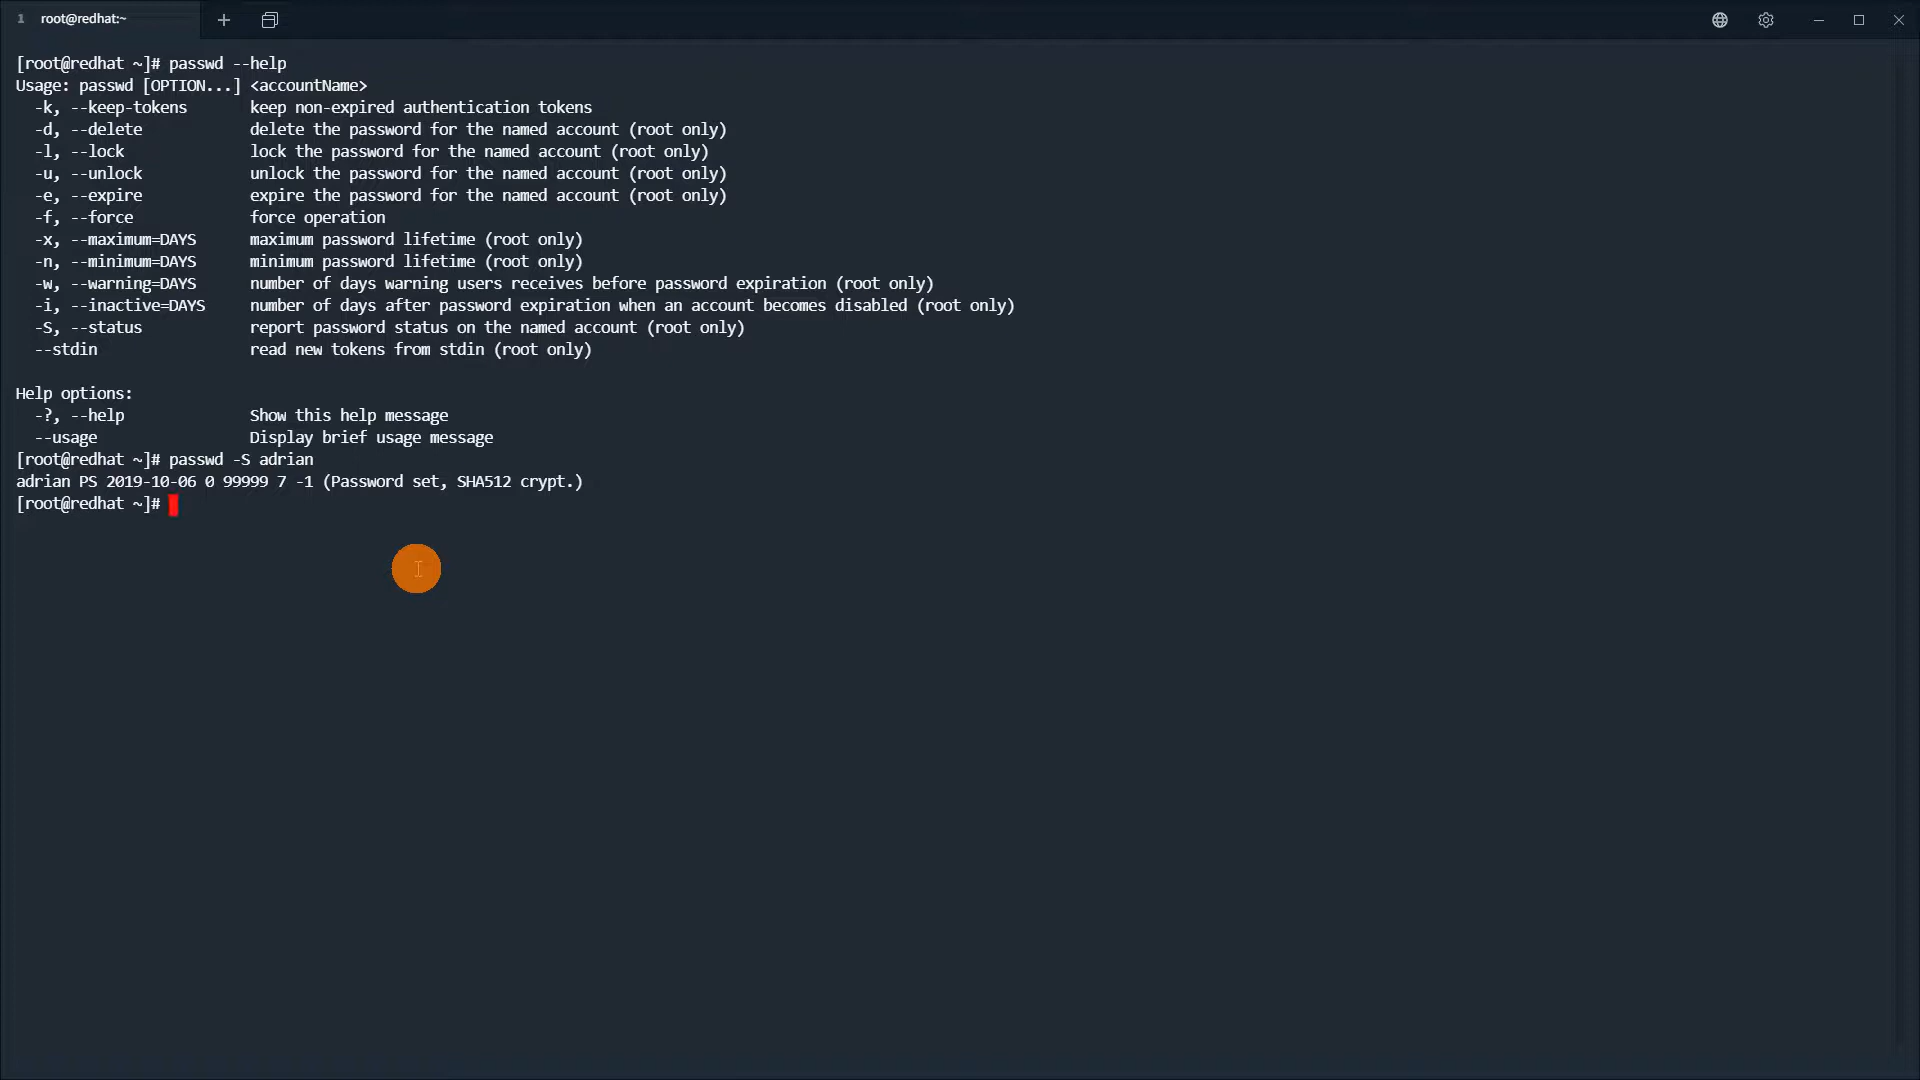 1 root@redhat:~
[root@redhat ~]# passwd --help
Usage: passwd [OPTION...] <accountName>
  -k, --keep-tokens       keep non-expired authentication tokens
  -d, --delete            delete the password for the named account (root only)
  -l, --lock              lock the password for the named account (root only)
  -u, --unlock            unlock the password for the named account (root only)
  -e, --expire            expire the password for the named account (root only)
  -f, --force             force operation
  -x, --maximum=DAYS      maximum password lifetime (root only)
  -n, --minimum=DAYS      minimum password lifetime (root only)
  -w, --warning=DAYS      number of days warning users receives before password expiration (root only)
  -i, --inactive=DAYS     number of days after password expiration when an account becomes disabled (root only)
  -S, --status            report password status on the named account (root only)
  --stdin                 read new tokens from stdin (root only)

Help options:
  -?, --help              Show this help message
  --usage                 Display brief usage message
[root@redhat ~]# passwd -S adrian
adrian PS 2019-10-06 0 99999 7 -1 (Password set, SHA512 crypt.)
[root@redhat ~]#